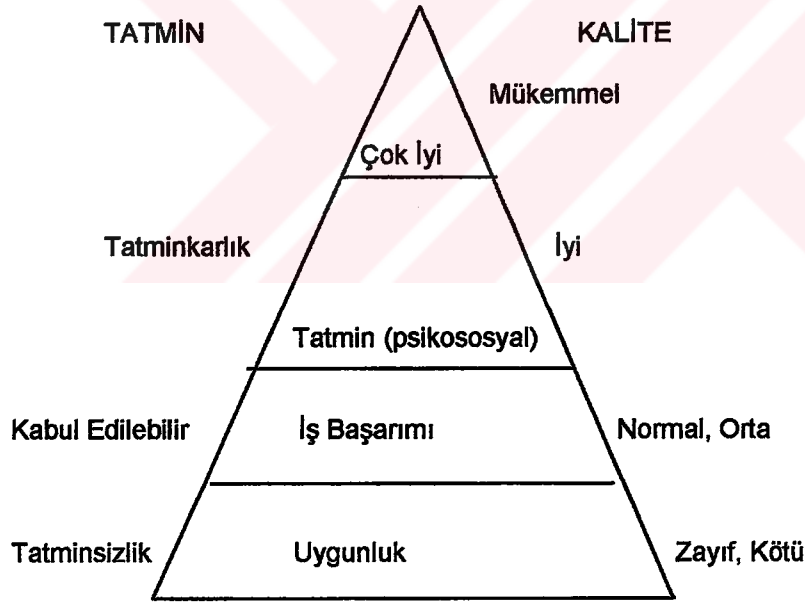 TATMİN KALİTE
Mükemmel
Çok İyi
Tatminkarlık İyi
Tatmin (psikososyal)
Kabul Edilebilir İş Başarımı Normal, Orta
Tatminsizlik Uygunluk Zayıf, Kötü